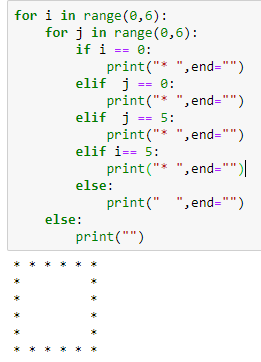 for i in range(0,6):
    for j in range(0,6):
        if i == 0:
            print("* ",end="")
        elif  j == 0:
            print("* ",end="")
        elif  j == 5:
            print("* ",end="")
        elif i== 5:
            print("* ",end="")
        else:
            print("  ",end="")
    else:
        print("")
* * * * * *
*         *
*         *
*         *
*         *
* * * * * *